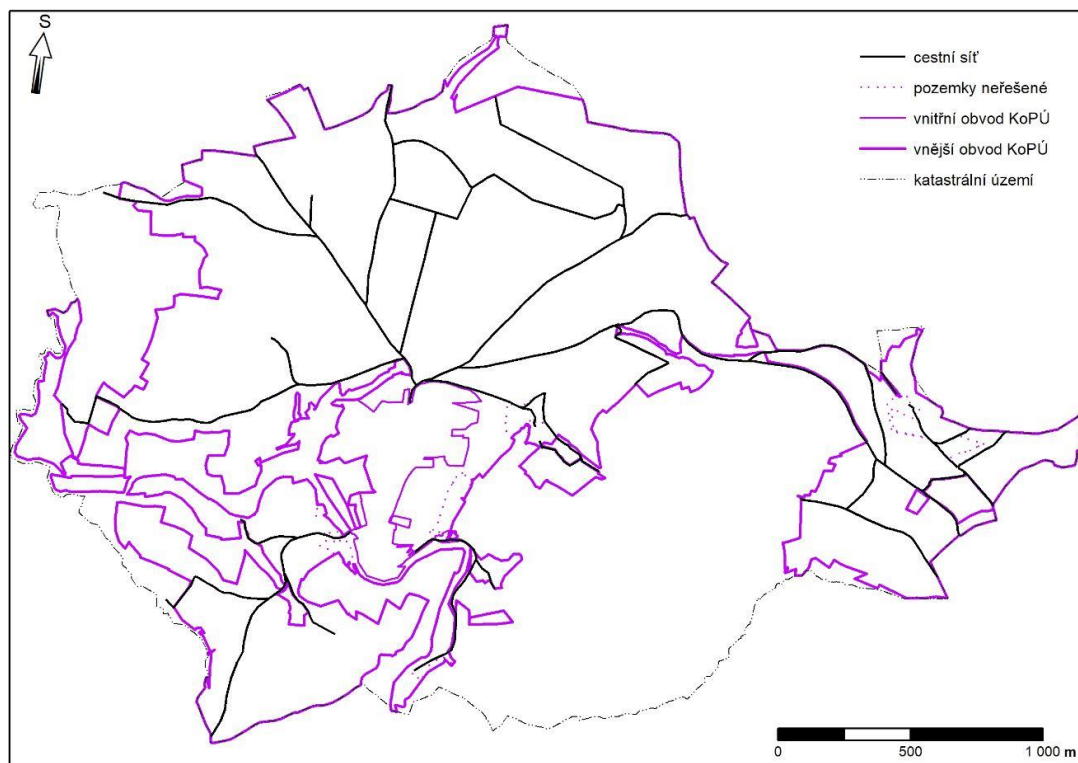 S
cestní síť
pozemky neřešené
vnitřní obvod KoPÚ
vnější obvod KoPÚ
katastrální území
0 500 1 000 m